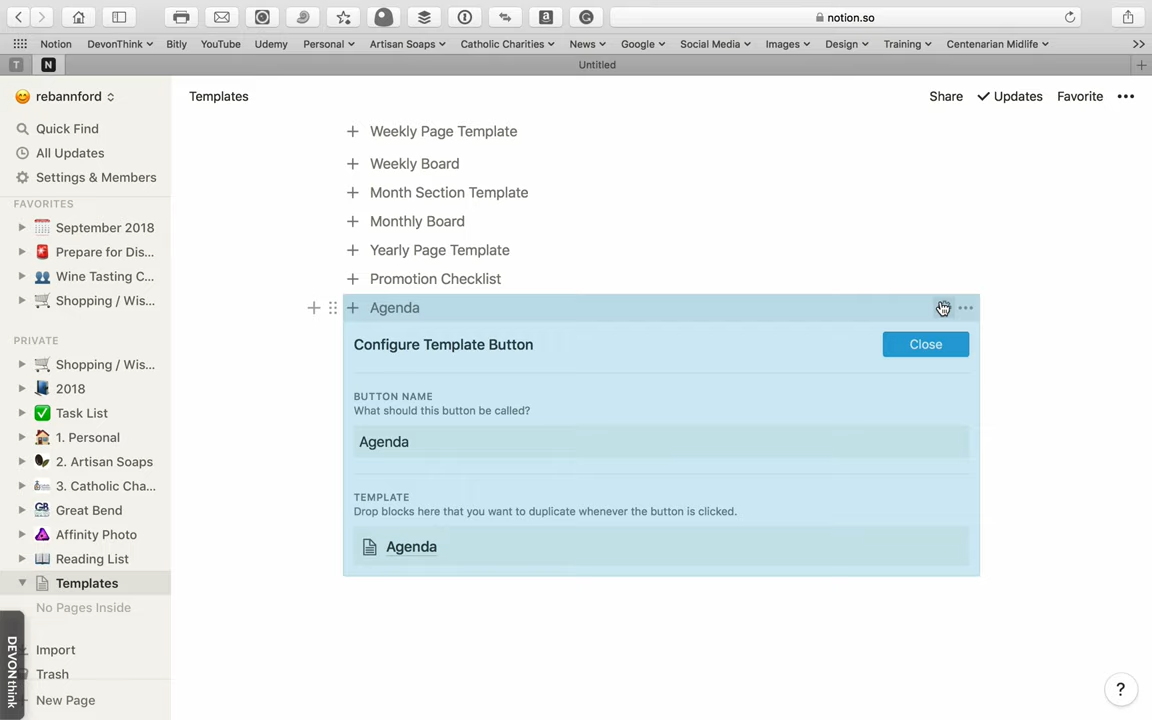 notion.so
Notion DevonThink Bitly YouTube Udemy Personal Artisan Soaps Catholic Charities News Google Social Media Images Design Training Centenarian Midlife
T N Untitled
rebannford
Templates
Share Updates Favorite
Quick Find
All Updates
Settings & Members
FAVORITES
September 2018
Prepare for Dis...
Wine Tasting C...
Shopping / Wis...
PRIVATE
Shopping / Wis...
2018
Task List
1. Personal
2. Artisan Soaps
3. Catholic Cha...
GB Great Bend
Affinity Photo
Reading List
Templates
No Pages Inside
Import
Trash
New Page
DEVONthink
Weekly Page Template
Weekly Board
Month Section Template
Monthly Board
Yearly Page Template
Promotion Checklist
Agenda
Configure Template Button
Close
BUTTON NAME
What should this button be called?
Agenda
TEMPLATE
Drop blocks here that you want to duplicate whenever the button is clicked.
Agenda
?